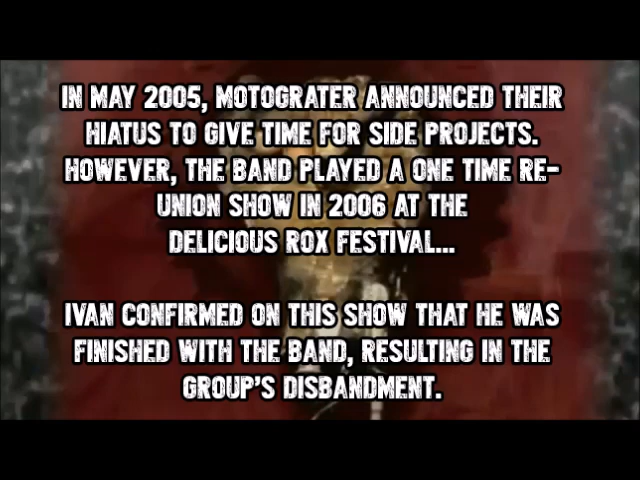 IN MAY 2005, MOTOGRATER ANNOUNCED THEIR
HIATUS TO GIVE TIME FOR SIDE PROJECTS.
HOWEVER, THE BAND PLAYED A ONE TIME RE-
UNION SHOW IN 2006 AT THE
DELICIOUS ROX FESTIVAL...
IVAN CONFIRMED ON THIS SHOW THAT HE WAS
FINISHED WITH THE BAND, RESULTING IN THE
GROUP'S DISBANDMENT.